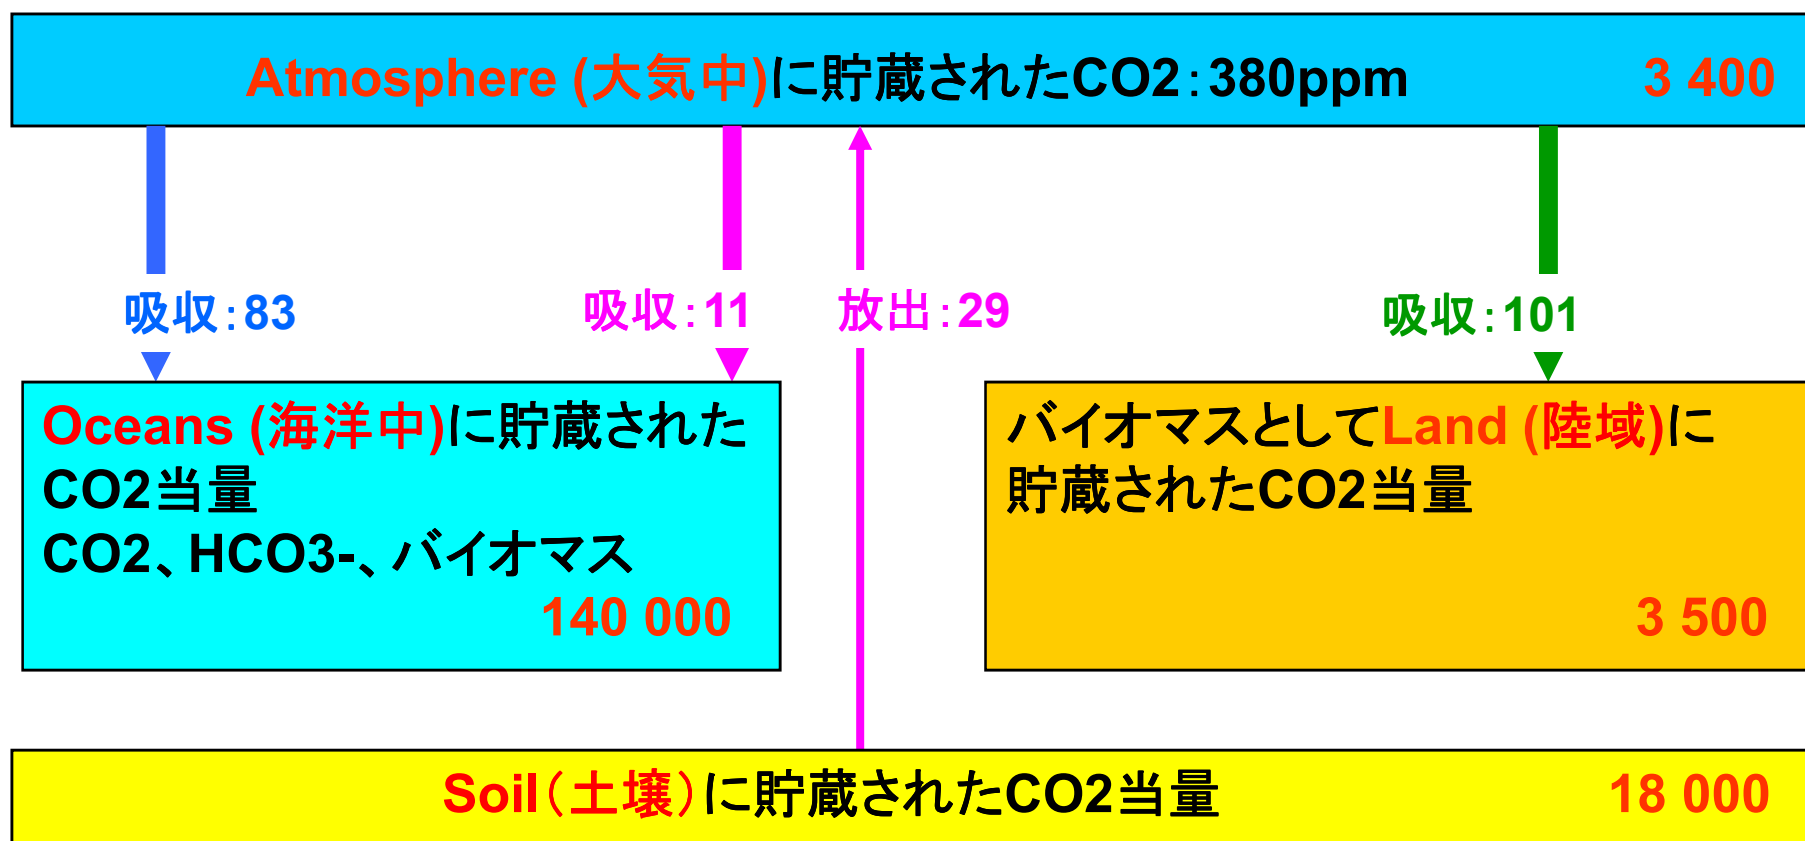 Atmosphere (大気中)に貯蔵されたCO2：380ppm 3 400
吸収：83
吸収：11
放出：29
吸収：101
Oceans (海洋中)に貯蔵された
CO2当量
CO2、HCO3-、バイオマス
140 000
バイオマスとしてLand (陸域)に
貯蔵されたCO2当量
3 500
Soil（土壌）に貯蔵されたCO2当量 18 000